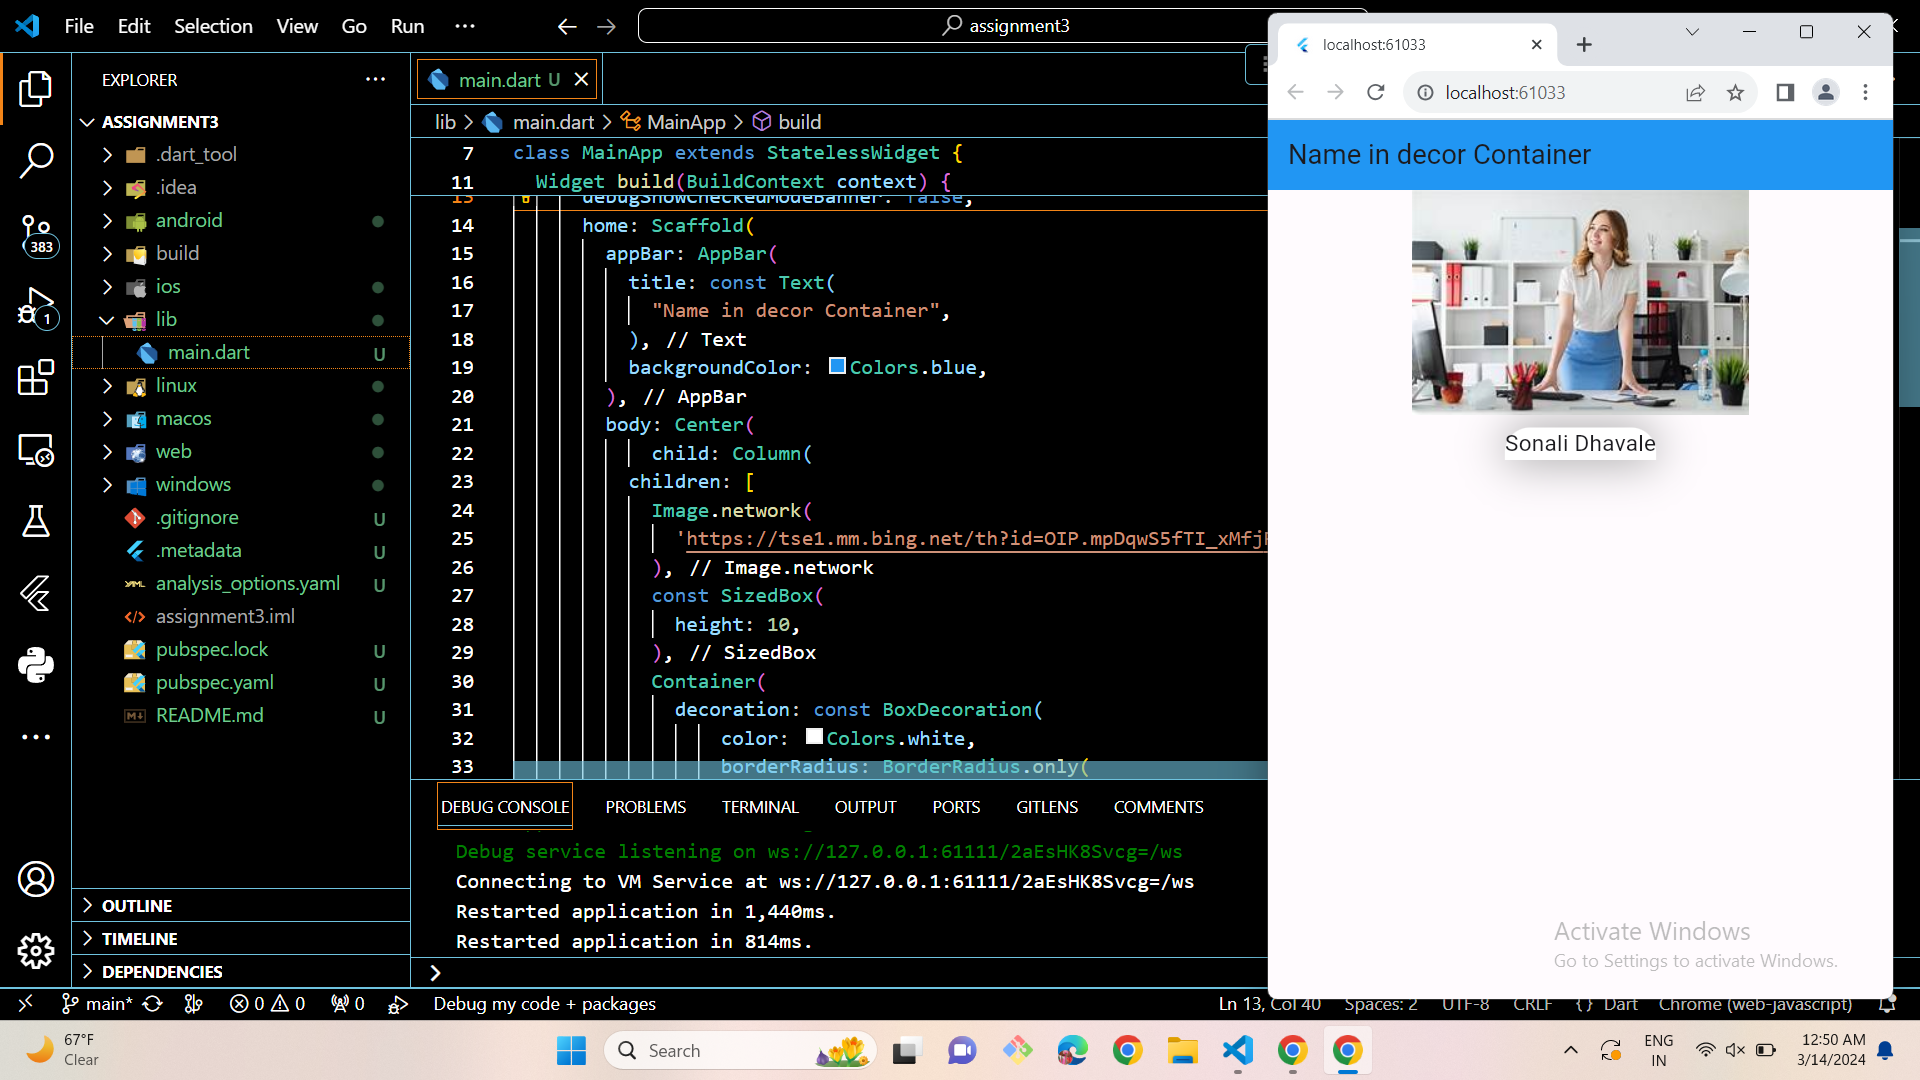 File Edit Selection View Go Run ···
assignment3
EXPLORER ···
ASSIGNMENT3
.dart_tool
.idea
android
build
ios
lib
main.dart U
linux
macos
web
windows
.gitignore U
.metadata U
analysis_options.yaml U
assignment3.iml
pubspec.lock U
pubspec.yaml U
README.md U
OUTLINE
TIMELINE
DEPENDENCIES
383
1
main.dart U
lib > main.dart > MainApp > build
7 class MainApp extends StatelessWidget {
11 Widget build(BuildContext context) {
13 debugShowCheckedModeBanner: false,
14 home: Scaffold(
15 appBar: AppBar(
16 title: const Text(
17 "Name in decor Container",
18 ), // Text
19 backgroundColor: Colors.blue,
20 ), // AppBar
21 body: Center(
22 child: Column(
23 children: [
24 Image.network(
25 'https://tse1.mm.bing.net/th?id=OIP.mpDqwS5fTI_xMfj
26 ), // Image.network
27 const SizedBox(
28 height: 10,
29 ), // SizedBox
30 Container(
31 decoration: const BoxDecoration(
32 color: Colors.white,
33 borderRadius: BorderRadius.only(
DEBUG CONSOLE PROBLEMS TERMINAL OUTPUT PORTS GITLENS COMMENTS
Debug service listening on ws://127.0.0.1:61111/2aEsHK8Svcg=/ws
Connecting to VM Service at ws://127.0.0.1:61111/2aEsHK8Svcg=/ws
Restarted application in 1,440ms.
Restarted application in 814ms.
localhost:61033
localhost:61033
Name in decor Container
Sonali Dhavale
Activate Windows
Go to Settings to activate Windows.
main* 0 0 0 Debug my code + packages Ln 13, Col 40 Spaces: 2 UTF-8 CRLF {} Dart Chrome (web-javascript)
67°F
Clear
Search
ENG
IN
12:50 AM
3/14/2024